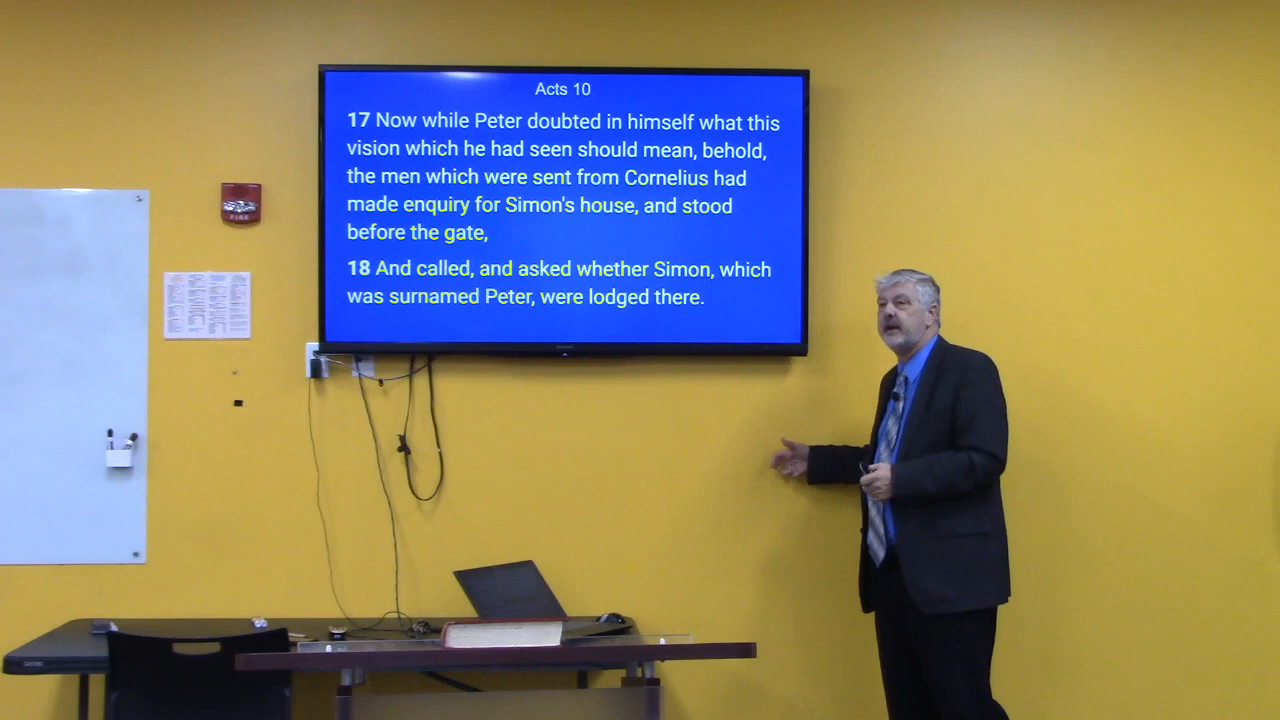 Acts 10
17 Now while Peter doubted in himself what this
vision which he had seen should mean, behold,
the men which were sent from Cornelius had
made enquiry for Simon's house, and stood
before the gate,
18 And called, and asked whether Simon, which
was surnamed Peter, were lodged there.
FIRE